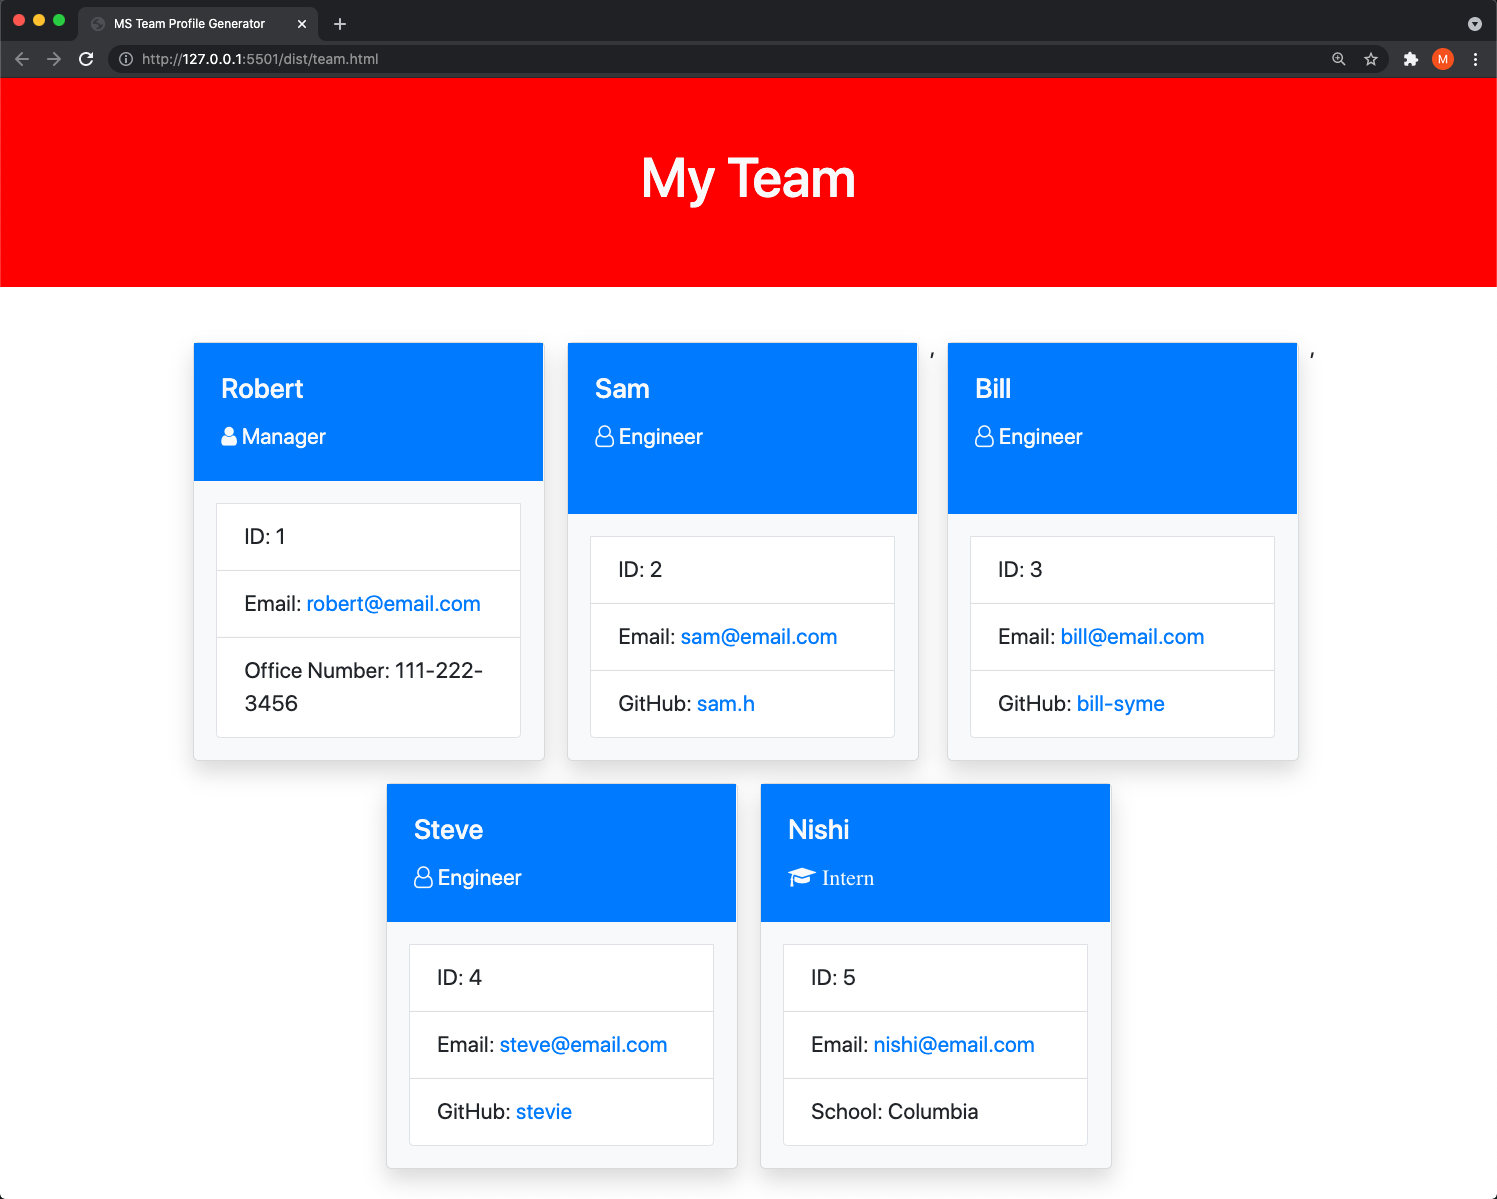 MS Team Profile Generator
http://127.0.0.1:5501/dist/team.html
M
My Team
Robert
Manager
ID: 1
Email: robert@email.com
Office Number: 111-222-
3456
Sam
Engineer
ID: 2
Email: sam@email.com
GitHub: sam.h
,
Bill
Engineer
ID: 3
Email: bill@email.com
GitHub: bill-syme
,
Steve
Engineer
ID: 4
Email: steve@email.com
GitHub: stevie
Nishi
Intern
ID: 5
Email: nishi@email.com
School: Columbia